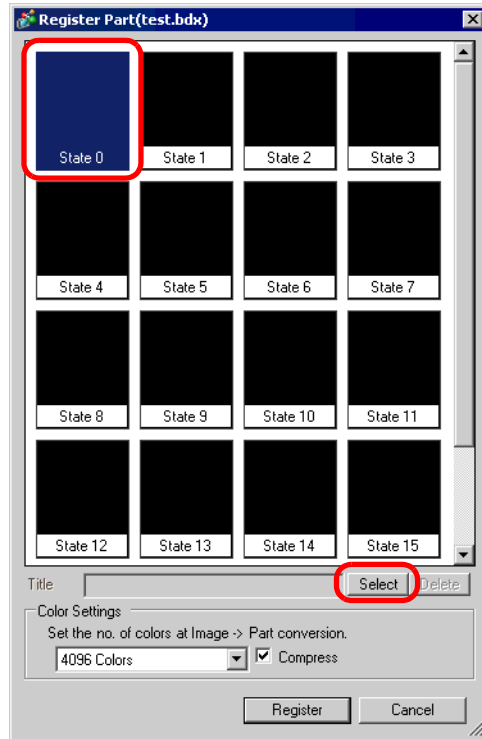 Register Part(test.bdx)
State 0 State 1 State 2 State 3
State 4 State 5 State 6 State 7
State 8 State 9 State 10 State 11
State 12 State 13 State 14 State 15
Title Select Delete
Color Settings
Set the no. of colors at Image -> Part conversion.
4096 Colors Compress
Register Cancel